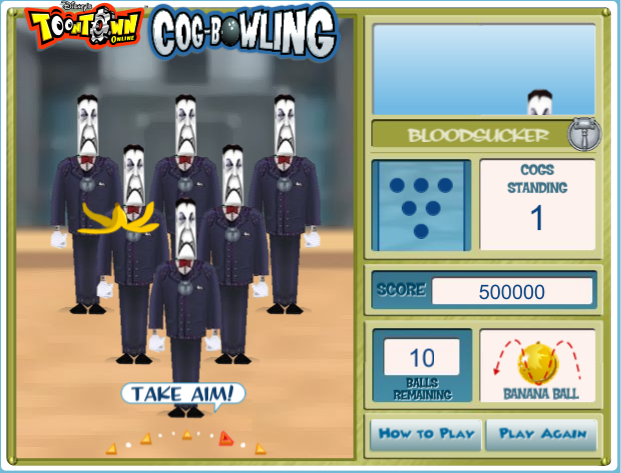 Disney's
TOONTOWN
ONLINE
COG-BOWLING
BLOODSUCKER
COGS
STANDING
1
SCORE
500000
10
BALLS
REMAINING
BANANA BALL
TAKE AIM!
HOW TO PLAY
PLAY AGAIN